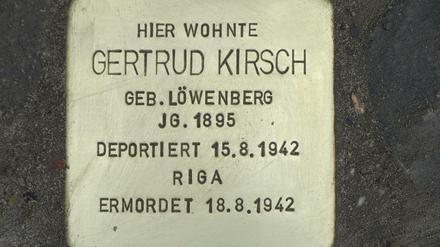 HIER WOHNTE
GERTRUD KIRSCH
GEB. LÖWENBERG
JG. 1895
DEPORTIERT 15.8.1942
RIGA
ERMORDET 18.8.1942